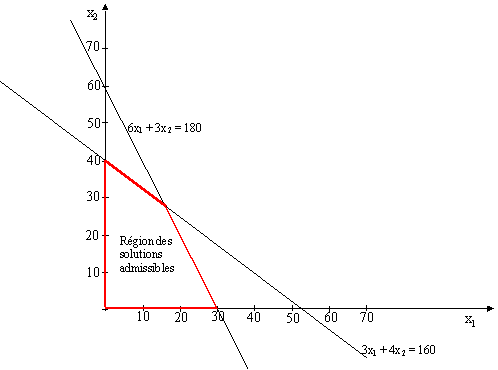 x₂
70
60
50
40
30
20
10
6x₁ + 3x₂ = 180
Région des
solutions
admissibles
10 20 30 40 50 60 70
x₁
3x₁ + 4x₂ = 160